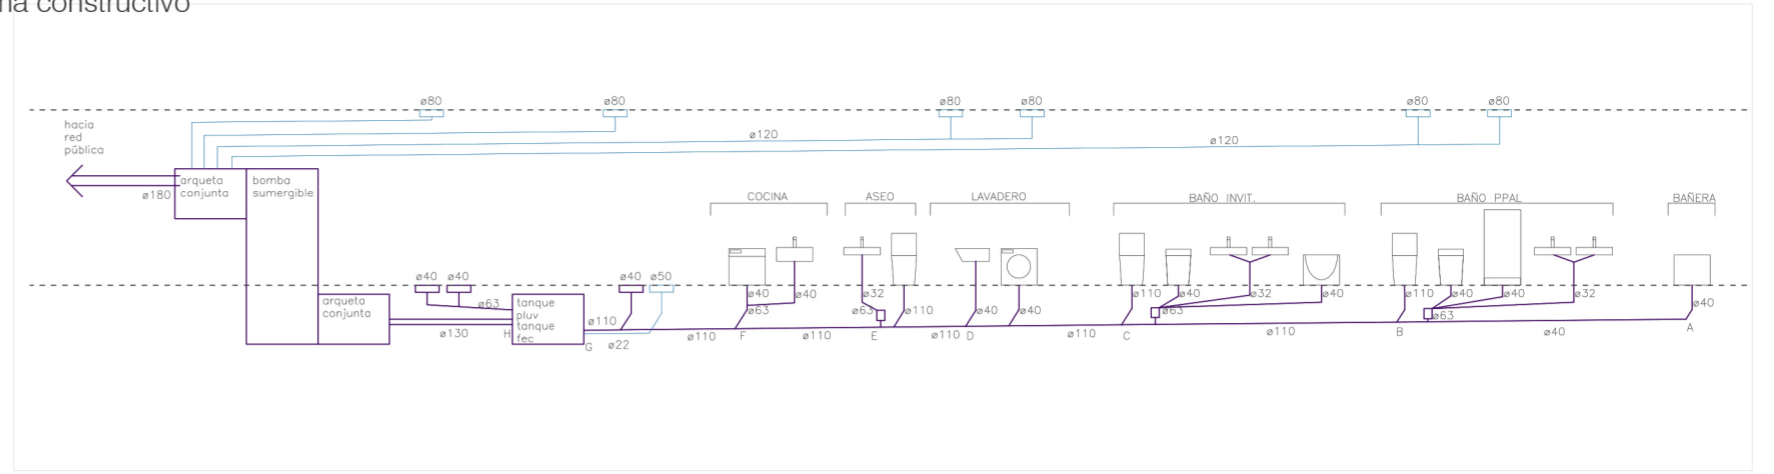 ma constructivo
ø80
ø80
ø80
ø80
ø80
ø80
hacia
red
pública
ø120
ø120
ø180
arqueta
conjunta
bomba
sumergible
COCINA
ASEO
LAVADERO
BAÑO INVIT.
BAÑO PPAL
BAÑERA
ø40
ø40
ø63
ø40
ø50
ø40
ø40
ø32
ø110
ø40
ø40
ø110
ø40
ø32
ø40
ø110
ø40
ø40
ø32
ø40
arqueta
conjunta
tanque
pluv
tanque
fec
ø63
ø63
ø63
ø63
ø110
ø130
H
G
ø22
ø110
F
ø110
E
ø110
D
ø110
C
ø110
B
ø40
A